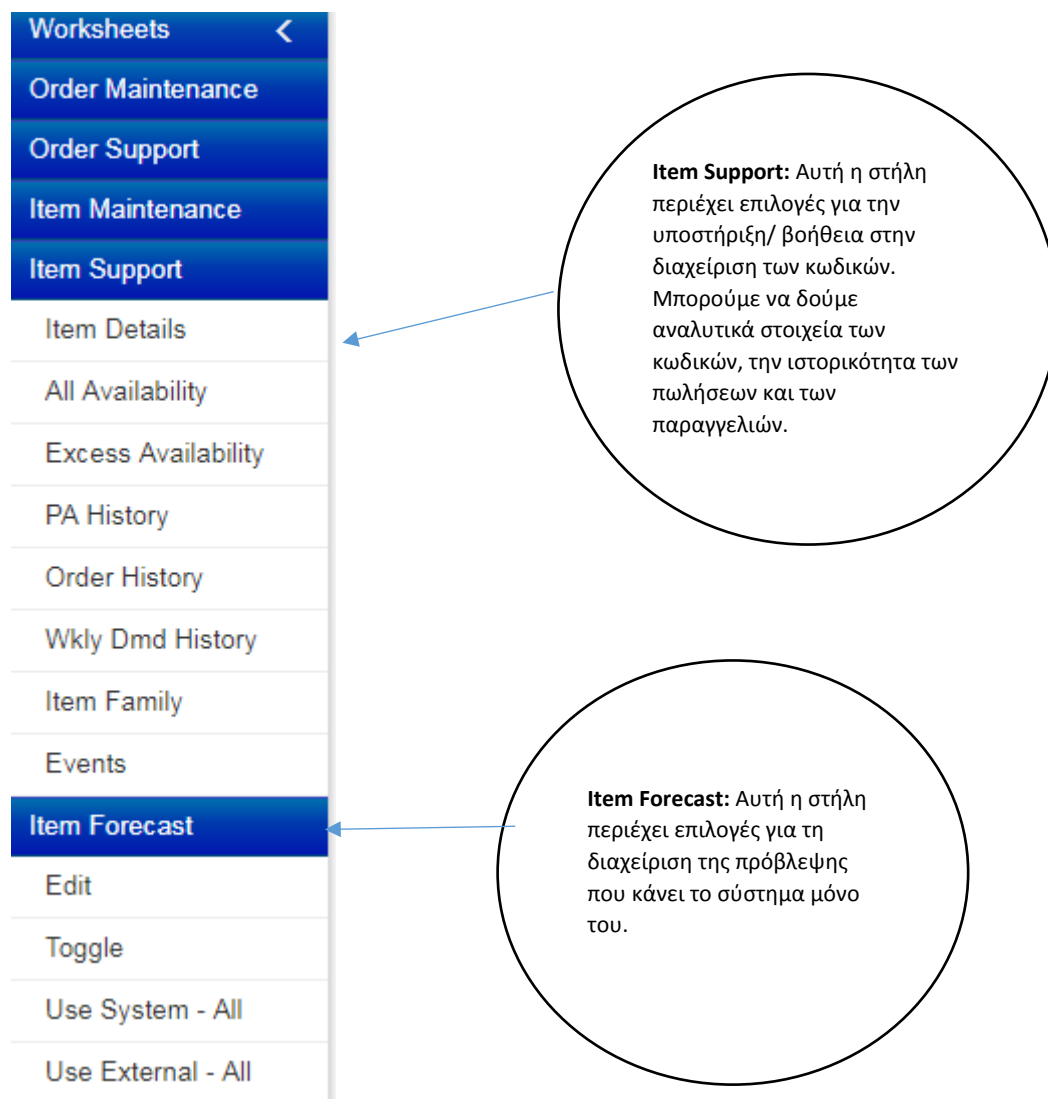 Worksheets <
Order Maintenance
Order Support
Item Maintenance
Item Support
Item Details
All Availability
Excess Availability
PA History
Order History
Wkly Dmd History
Item Family
Events
Item Forecast
Edit
Toggle
Use System - All
Use External - All
Item Support: Αυτή η στήλη
περιέχει επιλογές για την
υποστήριξη/ βοήθεια στην
διαχείριση των κωδικών.
Μπορούμε να δούμε
αναλυτικά στοιχεία των
κωδικών, την ιστορικότητα των
πωλήσεων και των
παραγγελιών.
Item Forecast: Αυτή η στήλη
περιέχει επιλογές για τη
διαχείριση της πρόβλεψης
που κάνει το σύστημα μόνο
του.